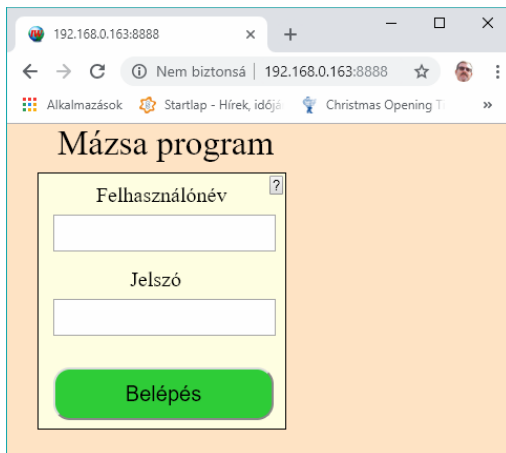 192.168.0.163:8888
Nem biztonsá | 192.168.0.163:8888
Alkalmazások Startlap - Hírek, időjá Christmas Opening Ti »
Mázsa program
?
Felhasználónév
Jelszó
Belépés